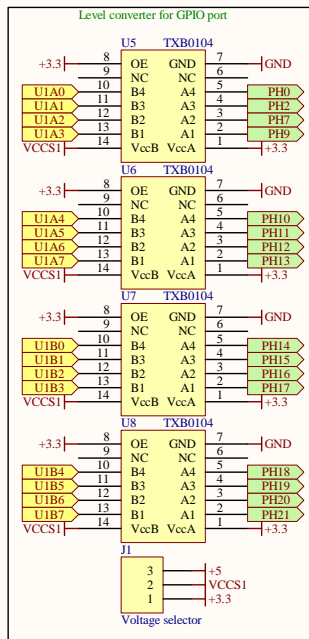 Level converter for GPIO port
U5 TXB0104
+3.3 8 OE GND 7 GND
9 NC NC 6
U1A0 10 B4 A4 5 PH0
U1A1 11 B3 A3 4 PH2
U1A2 12 B2 A2 3 PH7
U1A3 13 B1 A1 2 PH9
VCCS1 14 VccB VccA 1 +3.3
U6 TXB0104
+3.3 8 OE GND 7 GND
9 NC NC 6
U1A4 10 B4 A4 5 PH10
U1A5 11 B3 A3 4 PH11
U1A6 12 B2 A2 3 PH12
U1A7 13 B1 A1 2 PH13
VCCS1 14 VccB VccA 1 +3.3
U7 TXB0104
+3.3 8 OE GND 7 GND
9 NC NC 6
U1B0 10 B4 A4 5 PH14
U1B1 11 B3 A3 4 PH15
U1B2 12 B2 A2 3 PH16
U1B3 13 B1 A1 2 PH17
VCCS1 14 VccB VccA 1 +3.3
U8 TXB0104
+3.3 8 OE GND 7 GND
9 NC NC 6
U1B4 10 B4 A4 5 PH18
U1B5 11 B3 A3 4 PH19
U1B6 12 B2 A2 3 PH20
U1B7 13 B1 A1 2 PH21
VCCS1 14 VccB VccA 1 +3.3
J1
3 +5
2 VCCS1
1 +3.3
Voltage selector